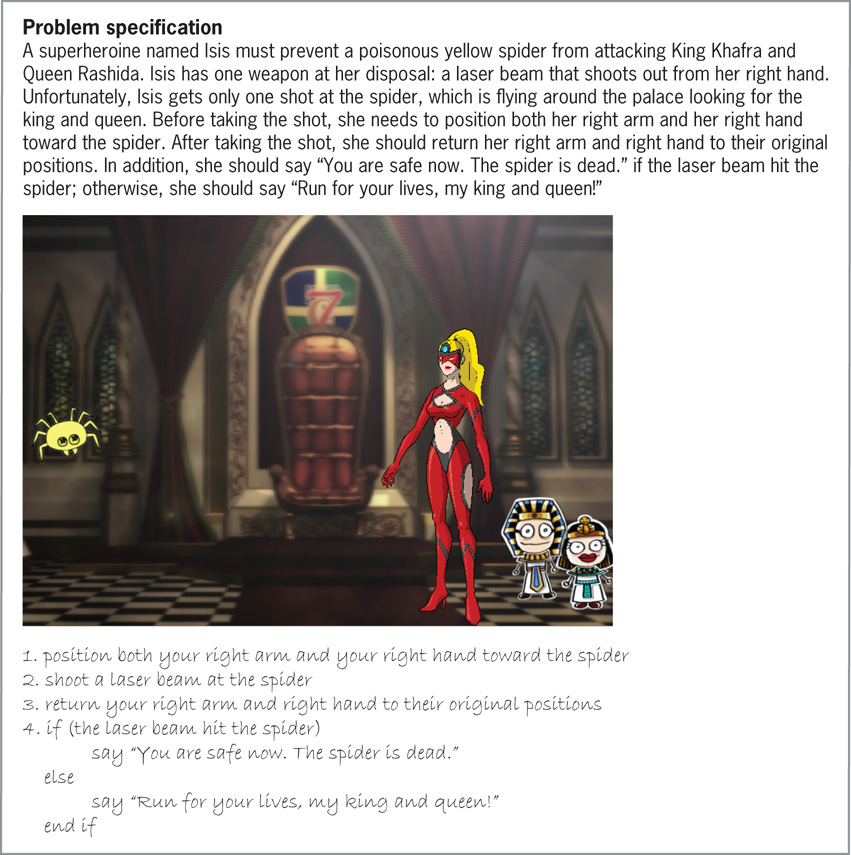 Problem specification
A superheroine named Isis must prevent a poisonous yellow spider from attacking King Khafra and
Queen Rashida. Isis has one weapon at her disposal: a laser beam that shoots out from her right hand.
Unfortunately, Isis gets only one shot at the spider, which is flying around the palace looking for the
king and queen. Before taking the shot, she needs to position both her right arm and her right hand
toward the spider. After taking the shot, she should return her right arm and right hand to their original
positions. In addition, she should say “You are safe now. The spider is dead.” if the laser beam hit the
spider; otherwise, she should say “Run for your lives, my king and queen!”
7
1. position both your right arm and your right hand toward the spider
2. shoot a laser beam at the spider
3. return your right arm and right hand to their original positions
4. if (the laser beam hit the spider)
say “You are safe now. The spider is dead.”
else
say “Run for your lives, my king and queen!”
end if